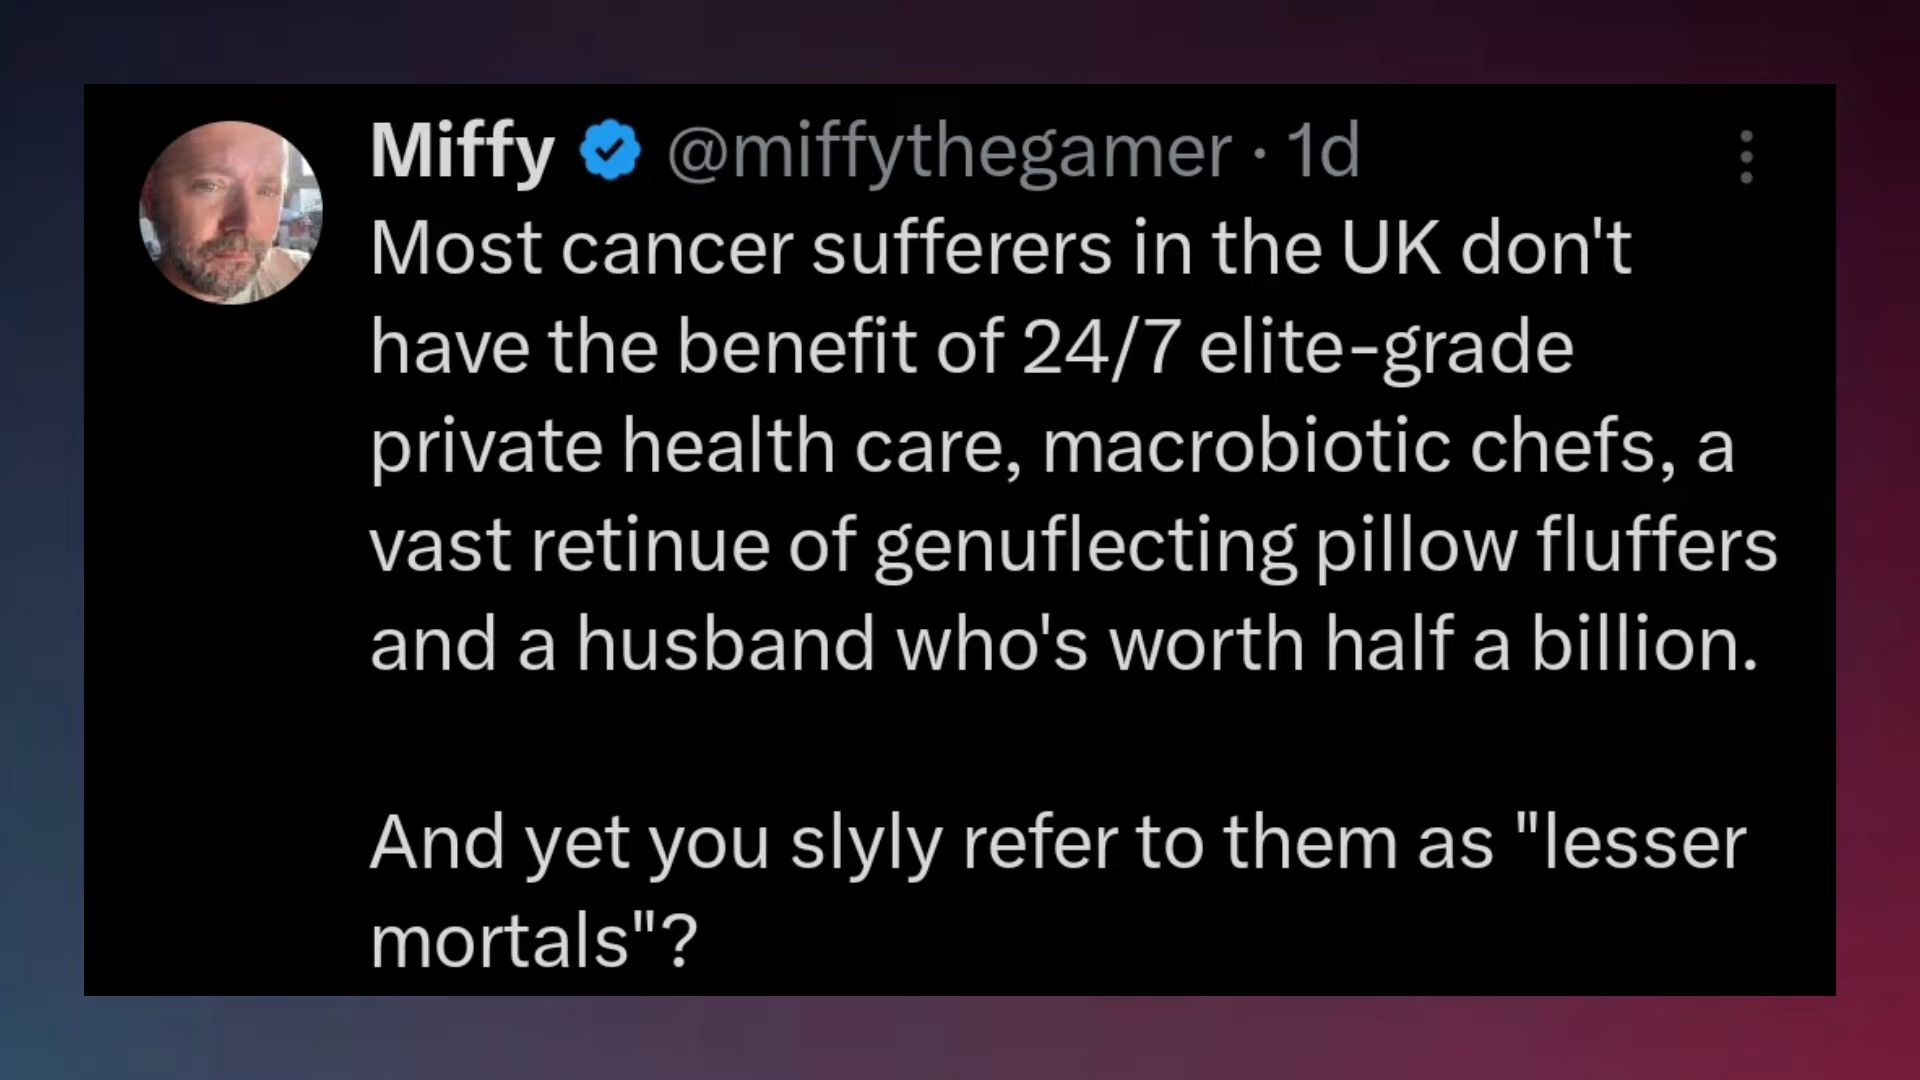 Miffy @miffythegamer · 1d
Most cancer sufferers in the UK don't
have the benefit of 24/7 elite-grade
private health care, macrobiotic chefs, a
vast retinue of genuflecting pillow fluffers
and a husband who's worth half a billion.
And yet you slyly refer to them as "lesser
mortals"?